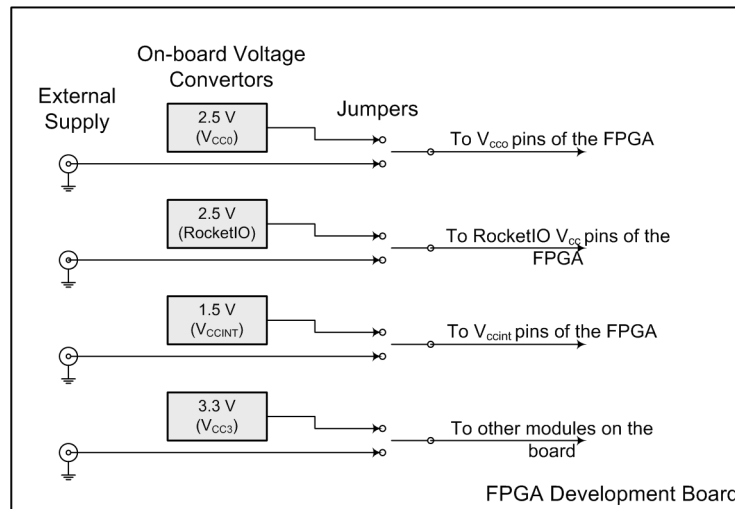 On-board Voltage
Convertors
External
Supply
Jumpers
2.5 V
(VCC0)
To Vcco pins of the FPGA
2.5 V
(RocketIO)
To RocketIO Vcc pins of the
FPGA
1.5 V
(VCCINT)
To Vccint pins of the FPGA
3.3 V
(VCC3)
To other modules on the
board
FPGA Development Board